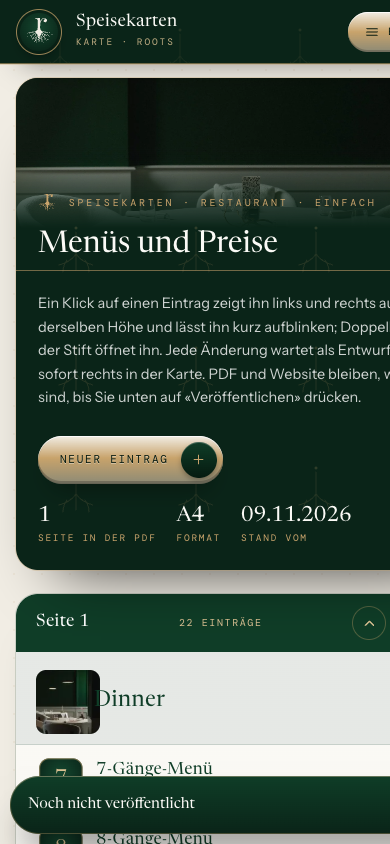 r
Speisekarten
KARTE · ROOTS
SPEISEKARTEN · RESTAURANT · EINFACH
Menüs und Preise
Ein Klick auf einen Eintrag zeigt ihn links und rechts au
derselben Höhe und lässt ihn kurz aufblinken; Doppel
der Stift öffnet ihn. Jede Änderung wartet als Entwurf
sofort rechts in der Karte. PDF und Website bleiben, w
sind, bis Sie unten auf «Veröffentlichen» drücken.
NEUER EINTRAG +
1 A4 09.11.2026
SEITE IN DER PDF FORMAT STAND VOM
Seite 1 22 EINTRÄGE
Dinner
7 7-Gänge-Menü
Noch nicht veröffentlicht
8 8-Gänge-Menü